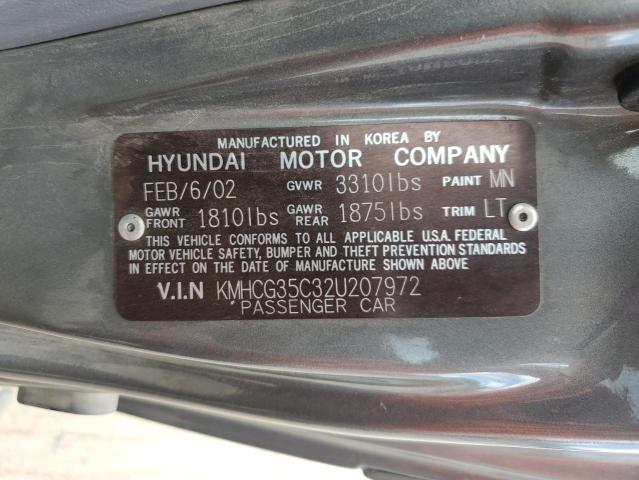 MANUFACTURED IN KOREA BY
HYUNDAI MOTOR COMPANY
FEB/6/02 GVWR 3310lbs PAINT MN
GAWR FRONT 1810lbs GAWR REAR 1875lbs TRIM LT
THIS VEHICLE CONFORMS TO ALL APPLICABLE U.S.A. FEDERAL
MOTOR VEHICLE SAFETY, BUMPER AND THEFT PREVENTION STANDARDS
IN EFFECT ON THE DATE OF MANUFACTURE SHOWN ABOVE
V.I.N KMHCG35C32U207972
PASSENGER CAR